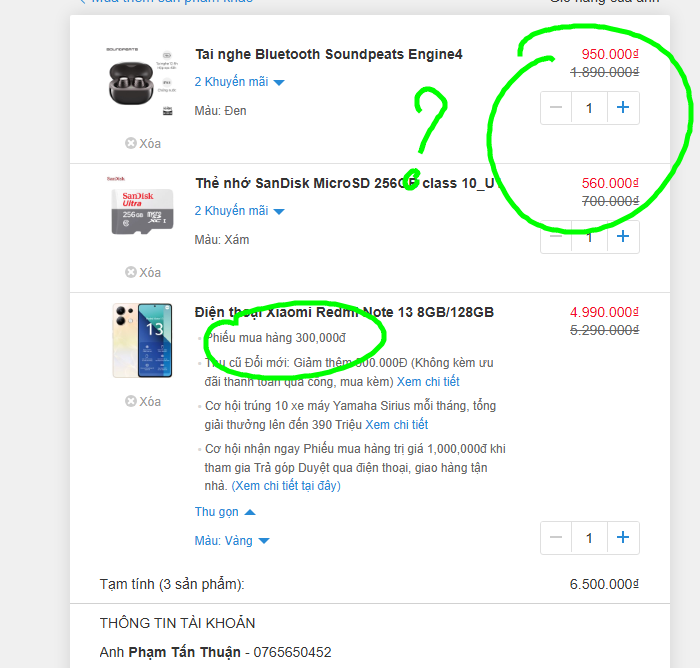 Mua thêm sản phẩm khác
Giỏ hàng của anh
SOUNDPEATS
Tai nghe Bluetooth Soundpeats Engine4
950.000₫
1.890.000₫
2 Khuyến mãi
1
Màu: Đen
Xóa
?
SanDisk
SanDisk
Ultra
256GB microSD XC I
Thẻ nhớ SanDisk MicroSD 256GB class 10_U
560.000₫
700.000₫
2 Khuyến mãi
1
Màu: Xám
Xóa
13
Điện thoại Xiaomi Redmi Note 13 8GB/128GB
4.990.000₫
5.290.000₫
Phiếu mua hàng 300,000đ
Thu cũ Đổi mới: Giảm thêm 500.000Đ (Không kèm ưu
đãi thanh toán qua cổng, mua kèm) Xem chi tiết
Xóa
Cơ hội trúng 10 xe máy Yamaha Sirius mỗi tháng, tổng
giải thưởng lên đến 390 Triệu Xem chi tiết
Cơ hội nhận ngay Phiếu mua hàng trị giá 1,000,000đ khi
tham gia Trả góp Duyệt qua điện thoại, giao hàng tận
nhà. (Xem chi tiết tại đây)
Thu gọn
Màu: Vàng
1
Tạm tính (3 sản phẩm):
6.500.000₫
THÔNG TIN TÀI KHOẢN
Anh Phạm Tấn Thuận - 0765650452